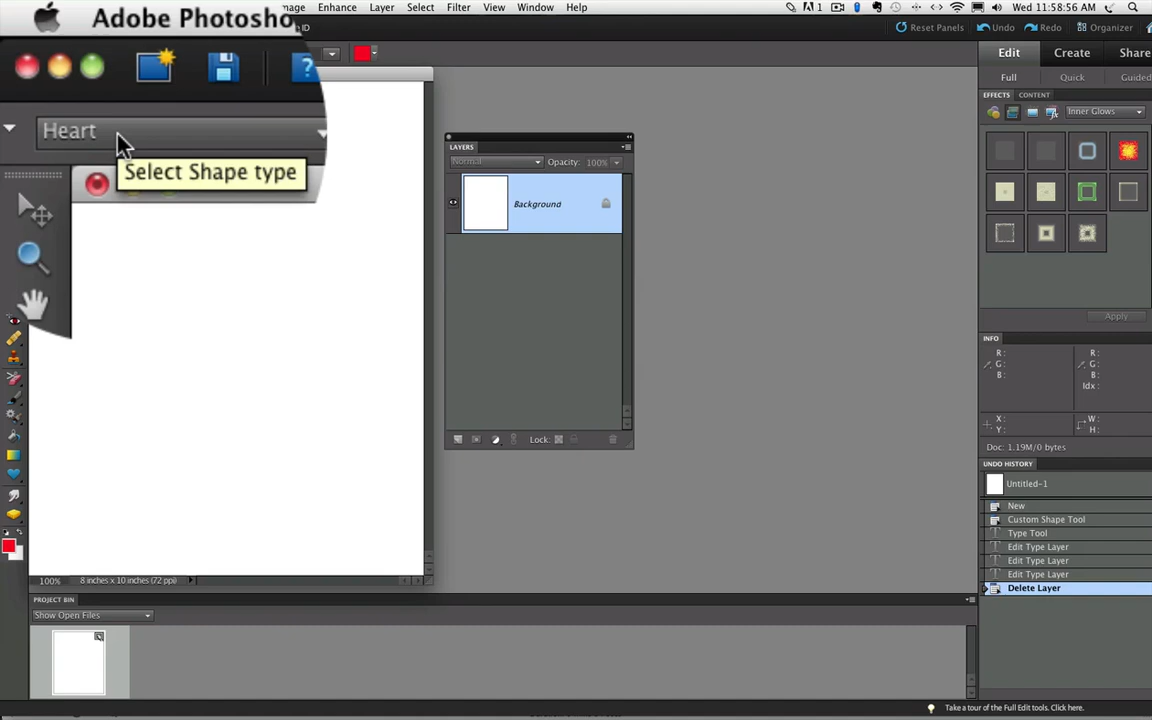 Adobe Photosho
mage Enhance Layer Select Filter View Window Help
1
Wed 11:58:56 AM
ID
Reset Panels Undo Redo Organizer
?
Edit Create Share
Full Quick Guided
Heart
Select Shape type
EFFECTS CONTENT
Inner Glows
Apply
LAYERS
Normal Opacity: 100%
Background
Lock:
INFO
R: R:
G: G:
B: B:
Idx:
X: W:
Y: H:
Doc: 1.19M/0 bytes
UNDO HISTORY
Untitled-1
New
Custom Shape Tool
Type Tool
Edit Type Layer
Edit Type Layer
Edit Type Layer
Delete Layer
100% 8 inches x 10 inches (72 ppi)
PROJECT BIN
Show Open Files
Take a tour of the Full Edit tools. Click here.